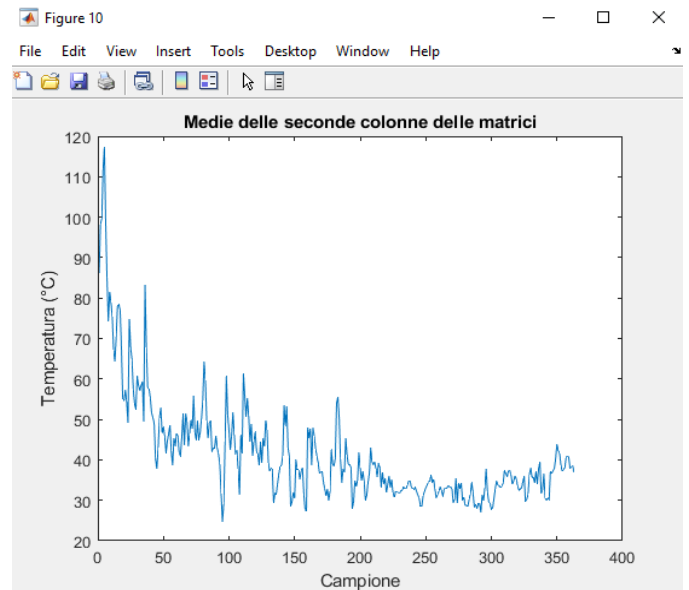 Figure 10
File Edit View Insert Tools Desktop Window Help
Medie delle seconde colonne delle matrici
120
110
100
90
80
70
60
50
40
30
20
Temperatura (°C)
0 50 100 150 200 250 300 350 400
Campione